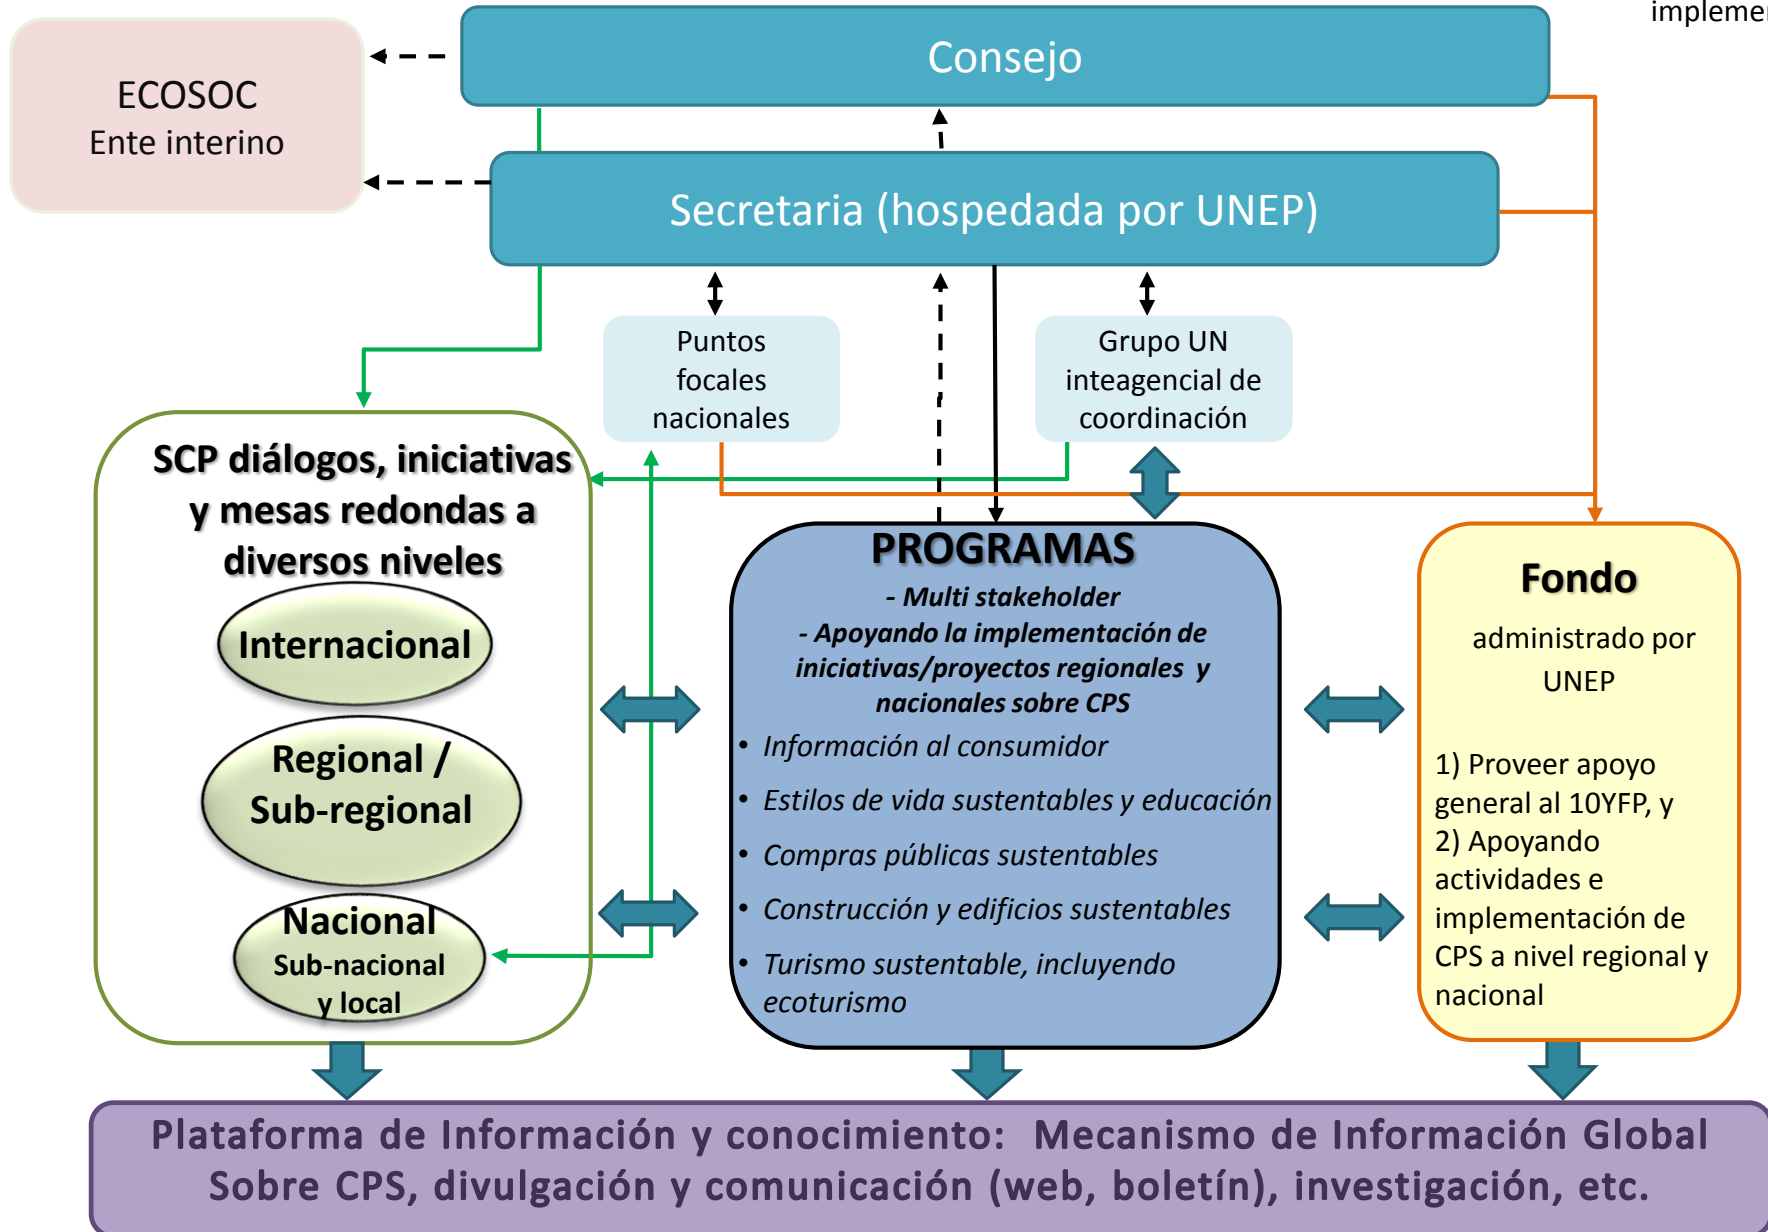 implemen
Consejo
ECOSOC
Ente interino
Secretaria (hospedada por UNEP)
Puntos
focales
nacionales
Grupo UN
inteagencial de
coordinación
SCP diálogos, iniciativas
y mesas redondas a
diversos niveles
Internacional
Regional /
Sub-regional
Nacional
Sub-nacional
y local
PROGRAMAS
- Multi stakeholder
- Apoyando la implementación de
iniciativas/proyectos regionales y
nacionales sobre CPS
• Información al consumidor
• Estilos de vida sustentables y educación
• Compras públicas sustentables
• Construcción y edificios sustentables
• Turismo sustentable, incluyendo
ecoturismo
Fondo
administrado por
UNEP
1) Proveer apoyo
general al 10YFP, y
2) Apoyando
actividades e
implementación de
CPS a nivel regional y
nacional
Plataforma de Información y conocimiento: Mecanismo de Información Global
Sobre CPS, divulgación y comunicación (web, boletín), investigación, etc.